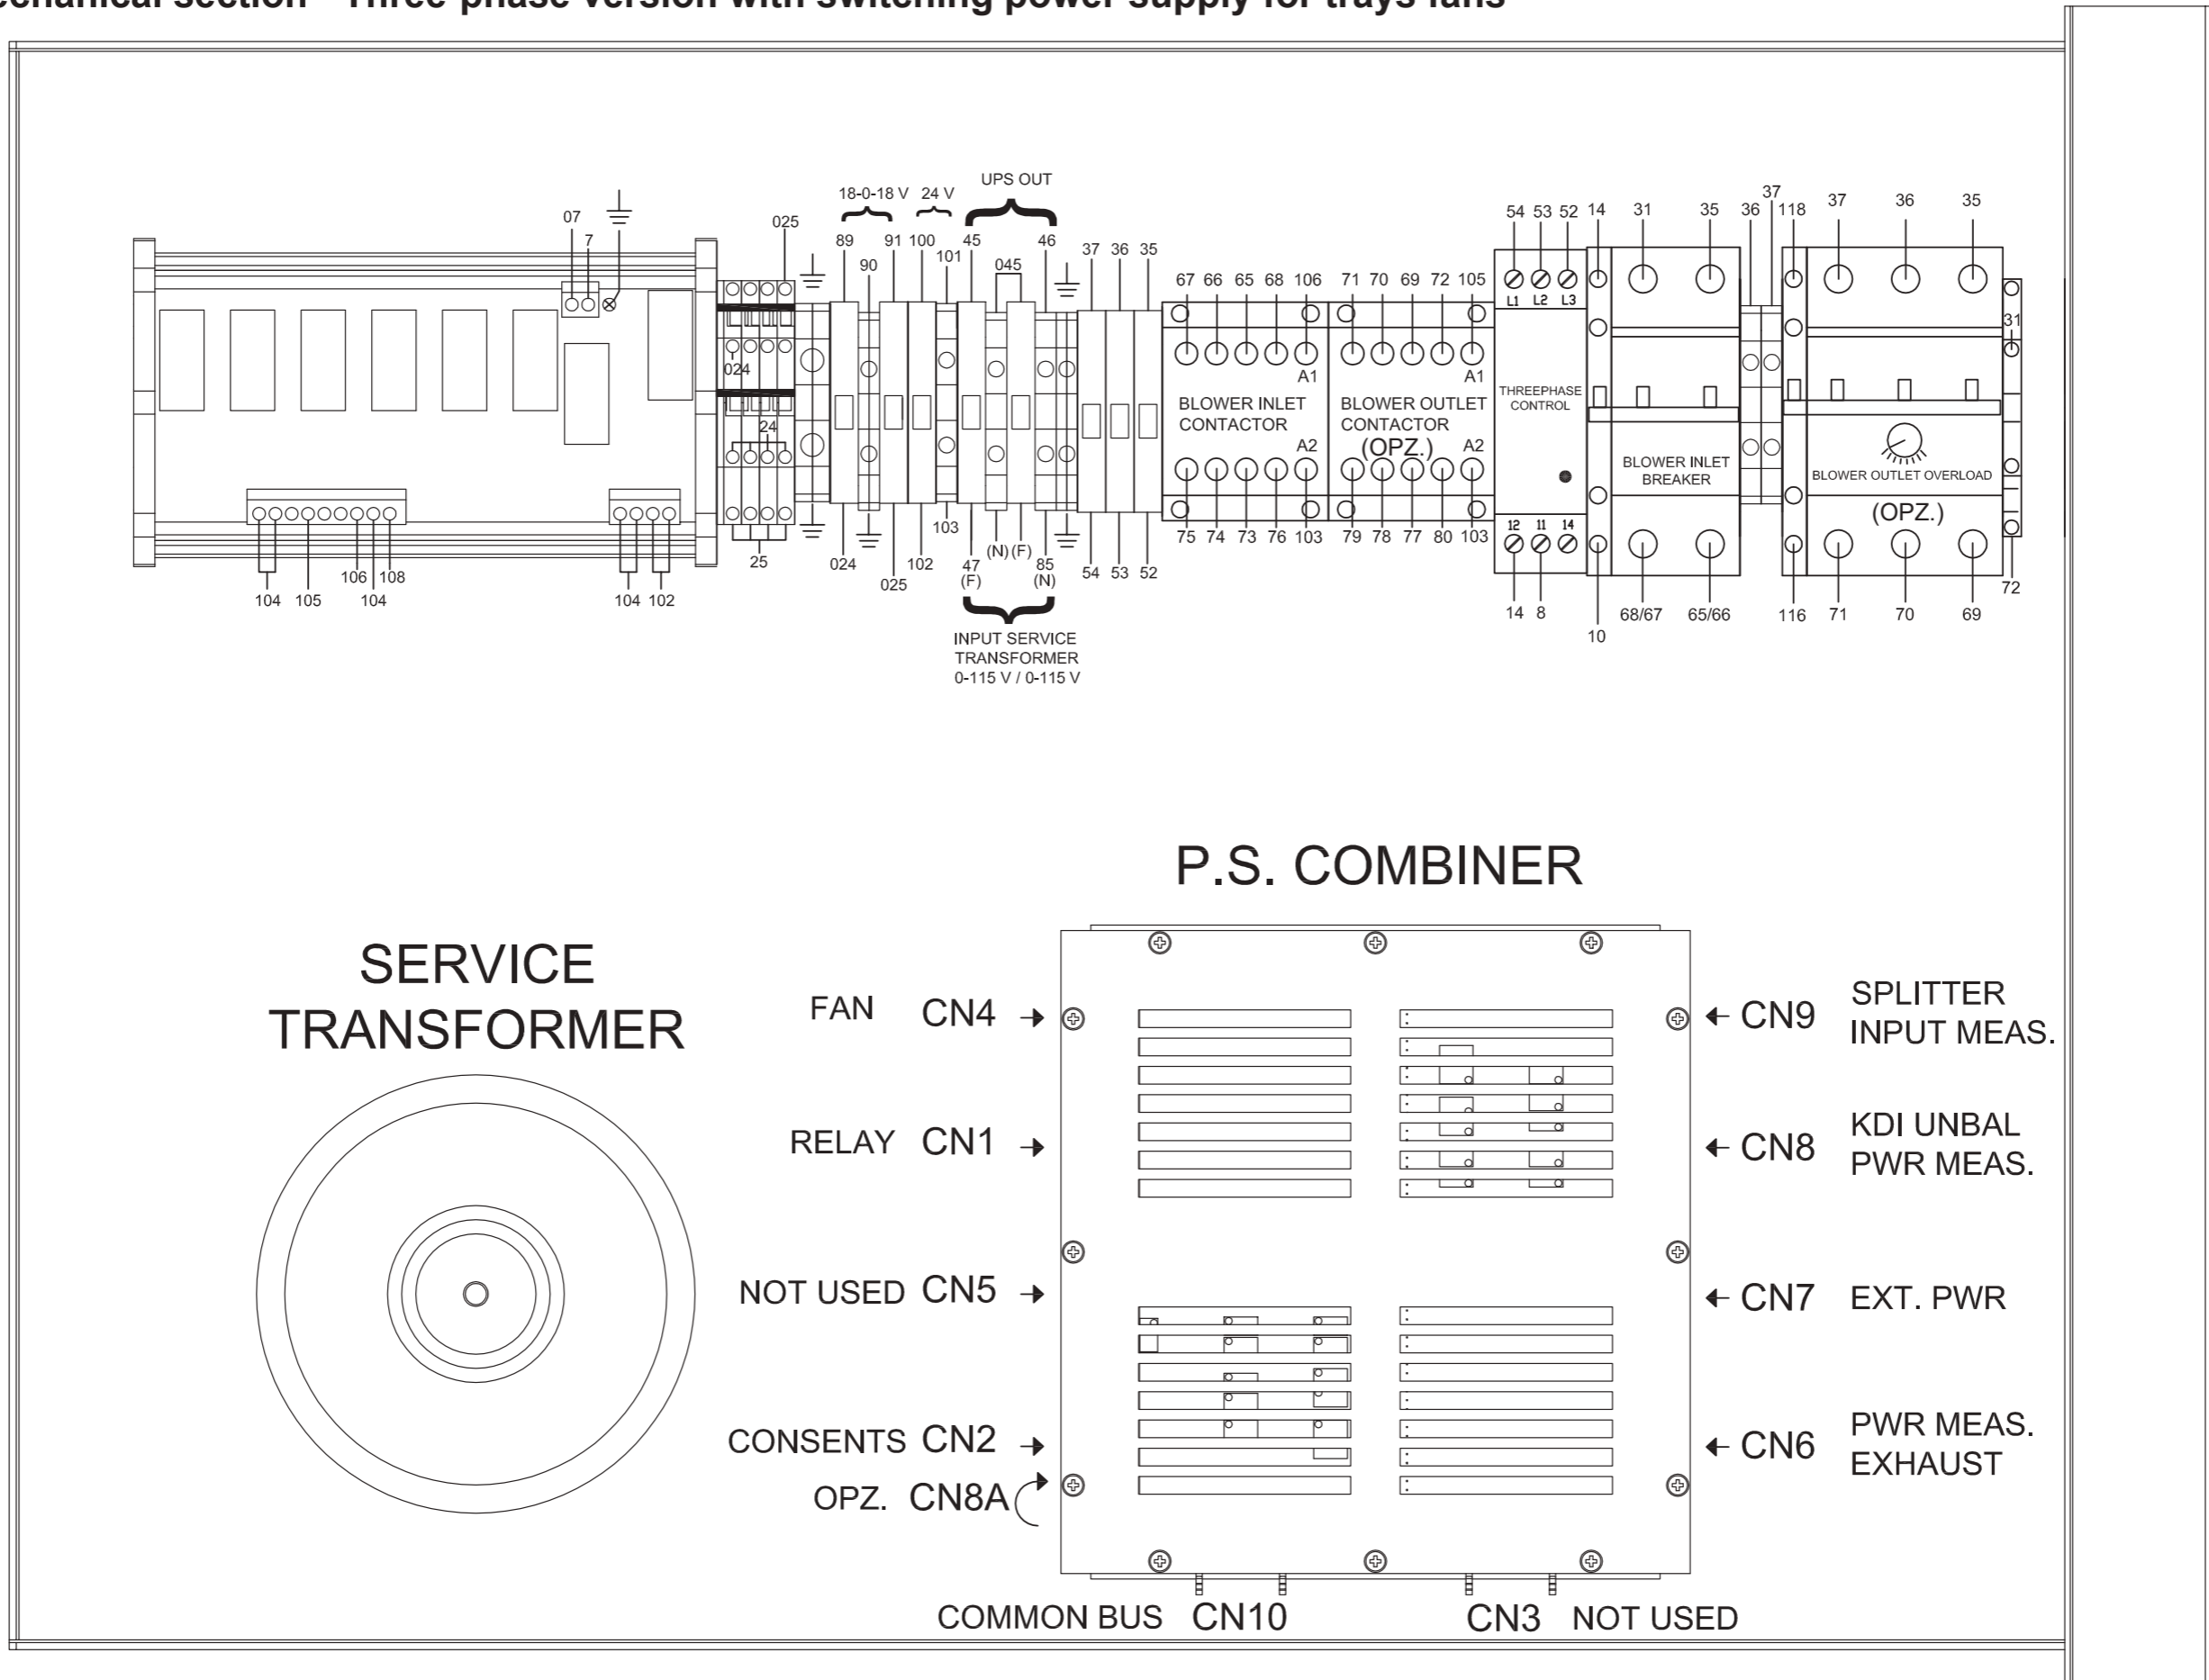 mechanical section - Three phase version with switching power supply for trays fans
UPS OUT
18-0-18 V 24 V
07 7 025 89 90 91 100 101 45 045 46 37 36 35
67 66 65 68 106 71 70 69 72 105
54 53 52 14 31 35 36 37 118 37 36 35
L1 L2 L3
31
024
24
A1 A1
BLOWER INLET
CONTACTOR
A2
BLOWER OUTLET
CONTACTOR
(OPZ.) A2
THREEPHASE
CONTROL
BLOWER INLET
BREAKER
BLOWER OUTLET OVERLOAD
(OPZ.)
12 11 14
104 105 106 104 108 104 102
25 024 025 102 103 47 (N) (F) 85
(F) (N)
54 53 52
75 74 73 76 103 79 78 77 80 103
14 8 10 68/67 65/66 116 71 70 69 72
INPUT SERVICE
TRANSFORMER
0-115 V / 0-115 V
P.S. COMBINER
SERVICE
TRANSFORMER
FAN CN4
RELAY CN1
NOT USED CN5
CONSENTS CN2
OPZ. CN8A
CN9 SPLITTER
INPUT MEAS.
CN8 KDI UNBAL
PWR MEAS.
CN7 EXT. PWR
CN6 PWR MEAS.
EXHAUST
COMMON BUS CN10 CN3 NOT USED